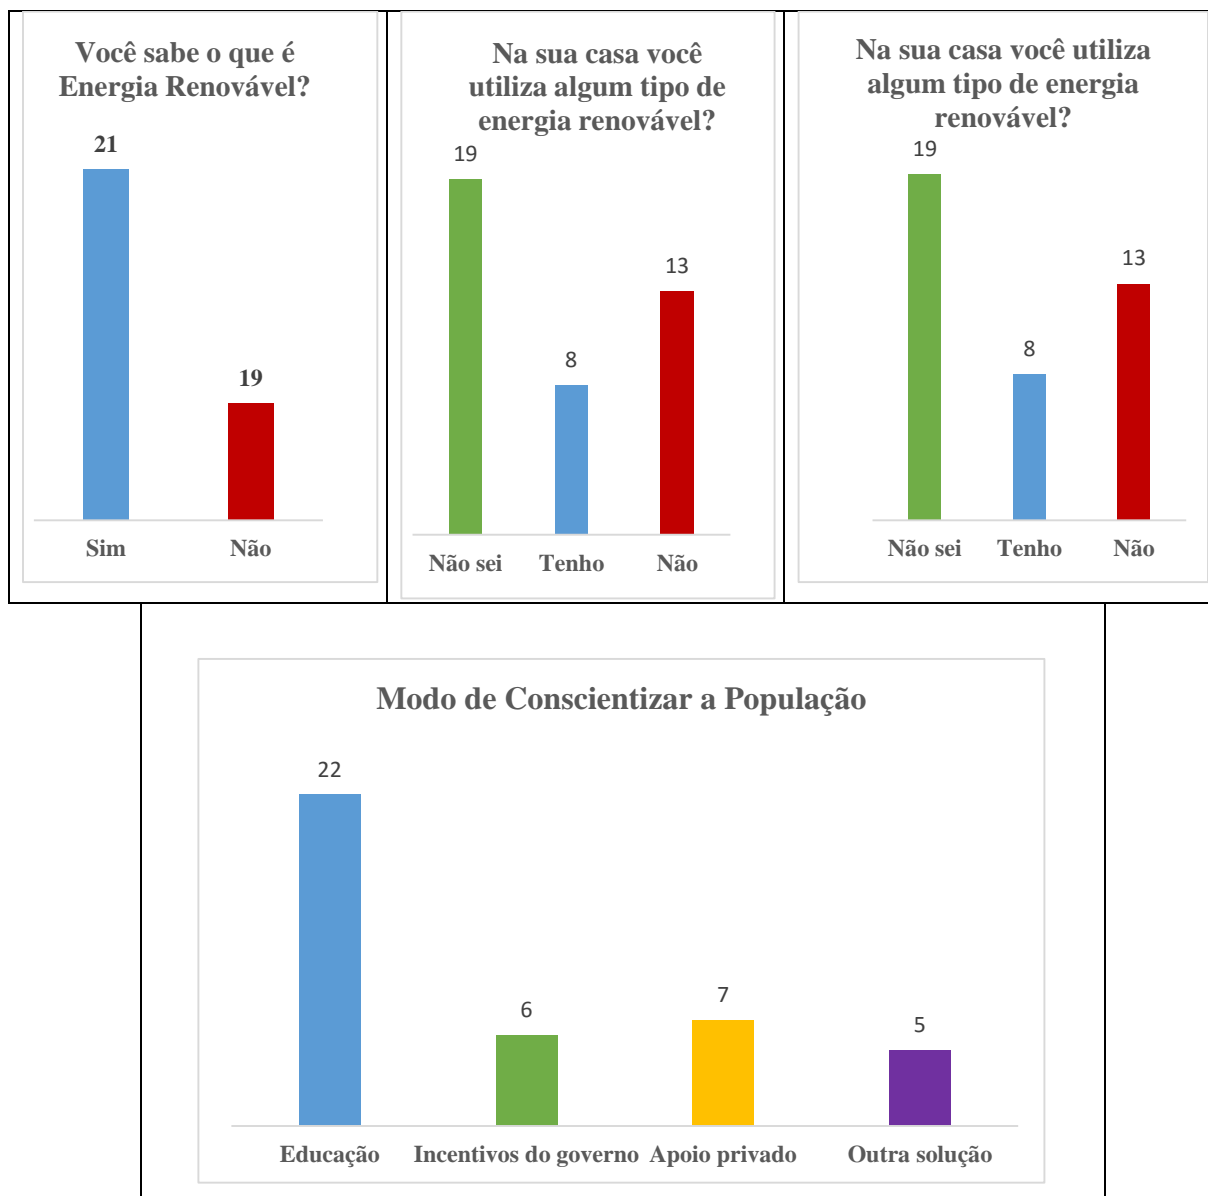 Você sabe o que é
Energia Renovável?
21
19
Sim
Não
Na sua casa você
utiliza algum tipo de
energia renovável?
19
8
13
Não sei
Tenho
Não
Na sua casa você utiliza
algum tipo de energia
renovável?
19
8
13
Não sei
Tenho
Não
Modo de Conscientizar a População
22
6
7
5
Educação
Incentivos do governo
Apoio privado
Outra solução